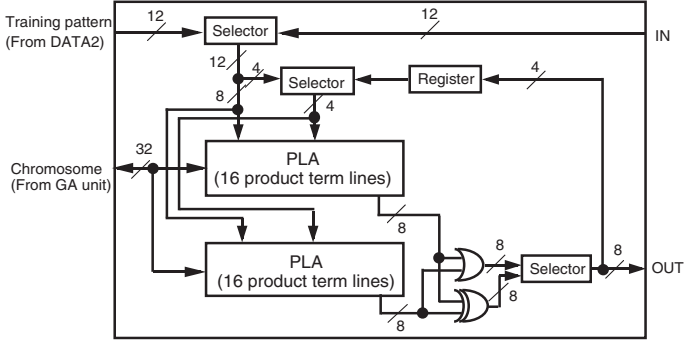 Training pattern
(From DATA2)
12
Selector
12
IN
12
4
8
Selector
4
Register
4
Chromosome
(From GA unit)
32
PLA
(16 product term lines)
8
PLA
(16 product term lines)
8
8
8
Selector
8
OUT